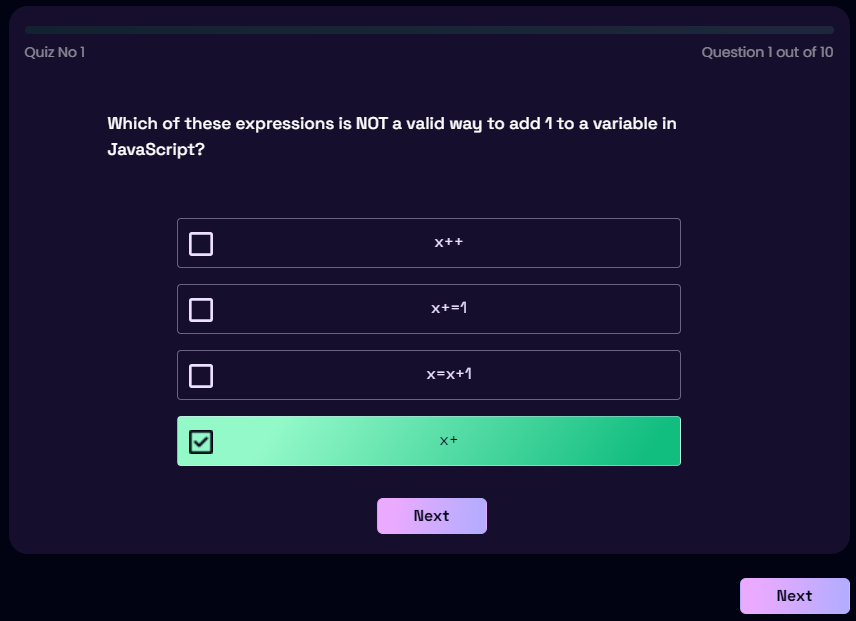 Quiz No 1
Question 1 out of 10
Which of these expressions is NOT a valid way to add 1 to a variable in
JavaScript?
x++
x+=1
x=x+1
x+
Next
Next